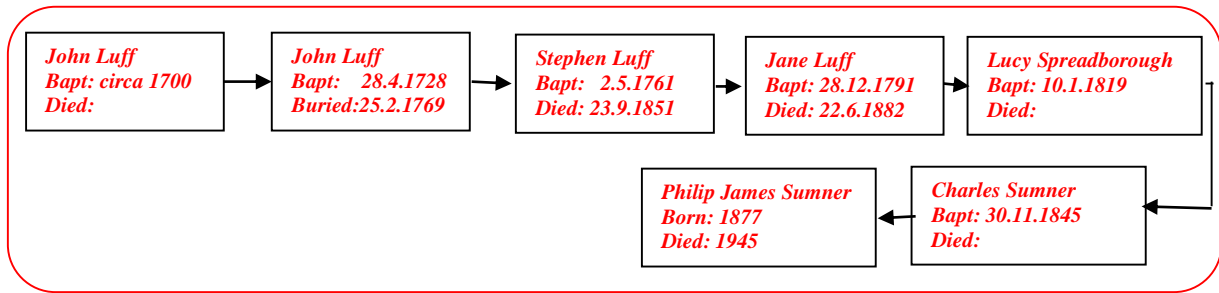 John Luff
Bapt: circa 1700
Died:
John Luff
Bapt: 28.4.1728
Buried:25.2.1769
Stephen Luff
Bapt: 2.5.1761
Died: 23.9.1851
Jane Luff
Bapt: 28.12.1791
Died: 22.6.1882
Lucy Spreadborough
Bapt: 10.1.1819
Died:
Charles Sumner
Bapt: 30.11.1845
Died:
Philip James Sumner
Born: 1877
Died: 1945